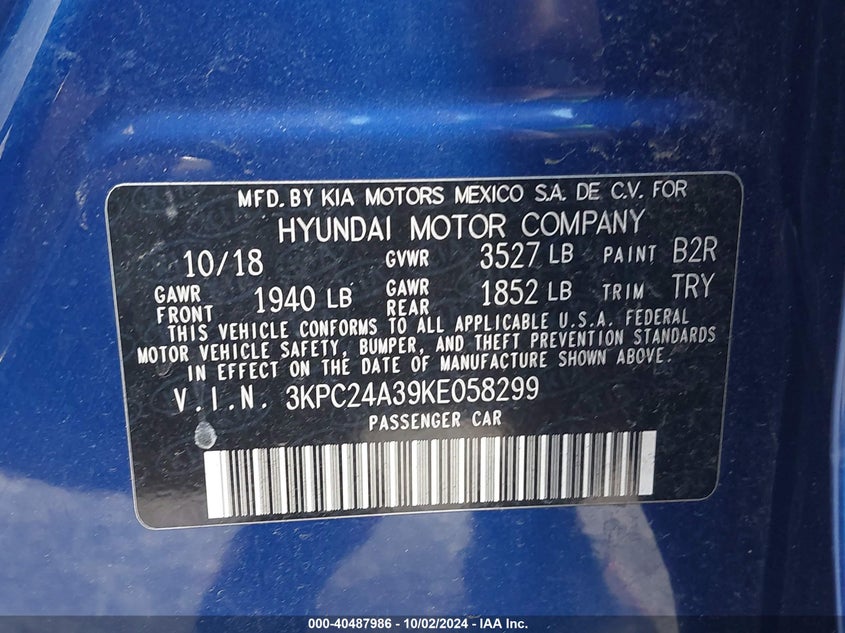 MFD. BY KIA MOTORS MEXICO S.A. DE C.V. FOR
HYUNDAI MOTOR COMPANY
10/18 GVWR 3527 LB PAINT B2R
GAWR FRONT 1940 LB GAWR REAR 1852 LB TRIM TRY
THIS VEHICLE CONFORMS TO ALL APPLICABLE U.S.A. FEDERAL
MOTOR VEHICLE SAFETY, BUMPER, AND THEFT PREVENTION STANDARDS
IN EFFECT ON THE DATE OF MANUFACTURE SHOWN ABOVE.
V.I.N. 3KPC24A39KE058299
PASSENGER CAR
000-40487986 - 10/02/2024 - IAA Inc.